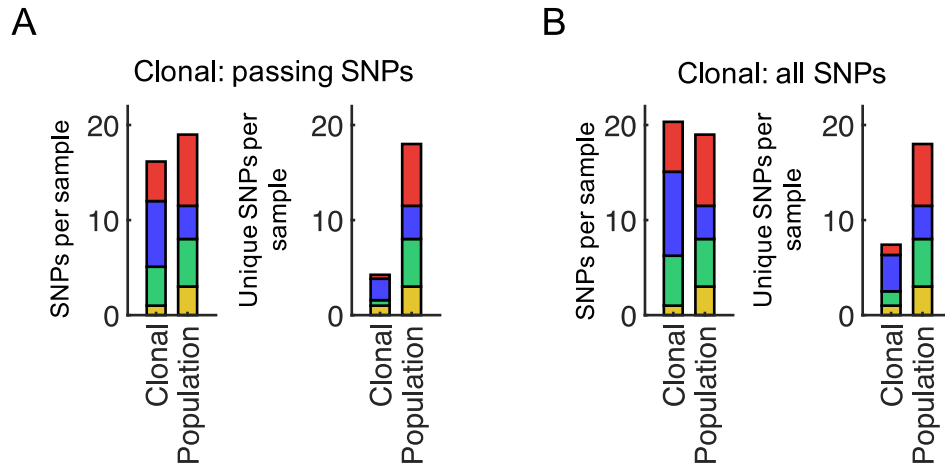 A
Clonal: passing SNPs
SNPs per sample
20
10
0
Clonal
Population
Unique SNPs per
sample
20
10
0
Clonal
Population
B
Clonal: all SNPs
SNPs per sample
20
10
0
Clonal
Population
Unique SNPs per
sample
20
10
0
Clonal
Population